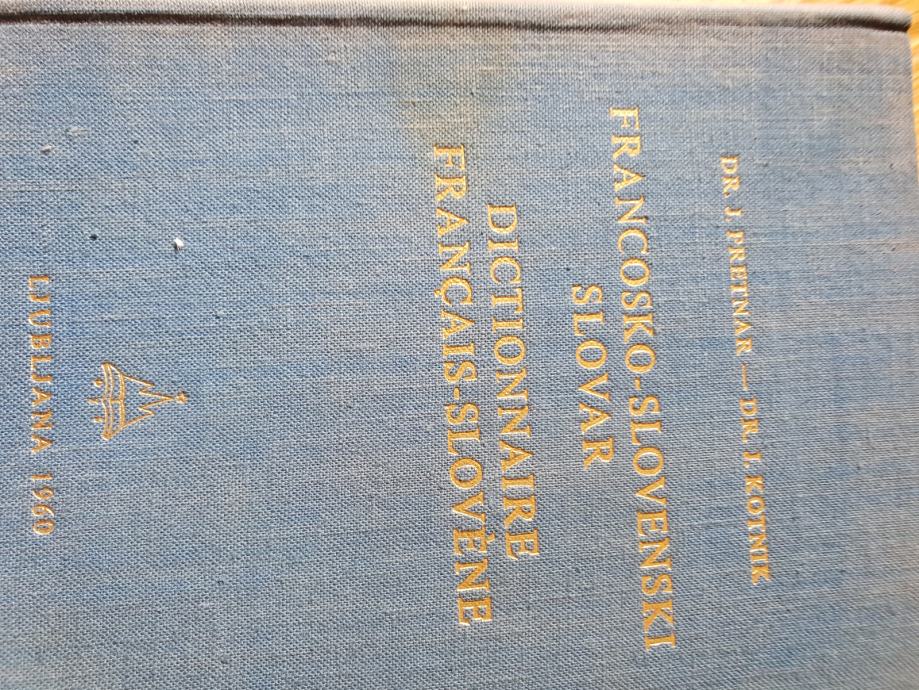 DR. J. PRETNAR — DR. J. KOTNIK
FRANCOSKO-SLOVENSKI
SLOVAR
DICTIONNAIRE
FRANÇAIS-SLOVÈNE
LJUBLJANA 1960